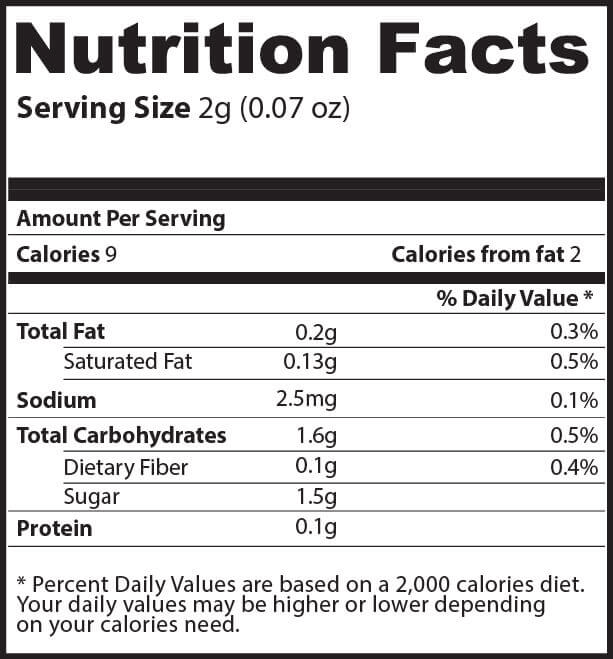 Nutrition Facts
Serving Size 2g (0.07 oz)
Amount Per Serving
Calories 9 Calories from fat 2
% Daily Value *
Total Fat 0.2g 0.3%
Saturated Fat 0.13g 0.5%
Sodium 2.5mg 0.1%
Total Carbohydrates 1.6g 0.5%
Dietary Fiber 0.1g 0.4%
Sugar 1.5g
Protein 0.1g
* Percent Daily Values are based on a 2,000 calories diet.
Your daily values may be higher or lower depending
on your calories need.